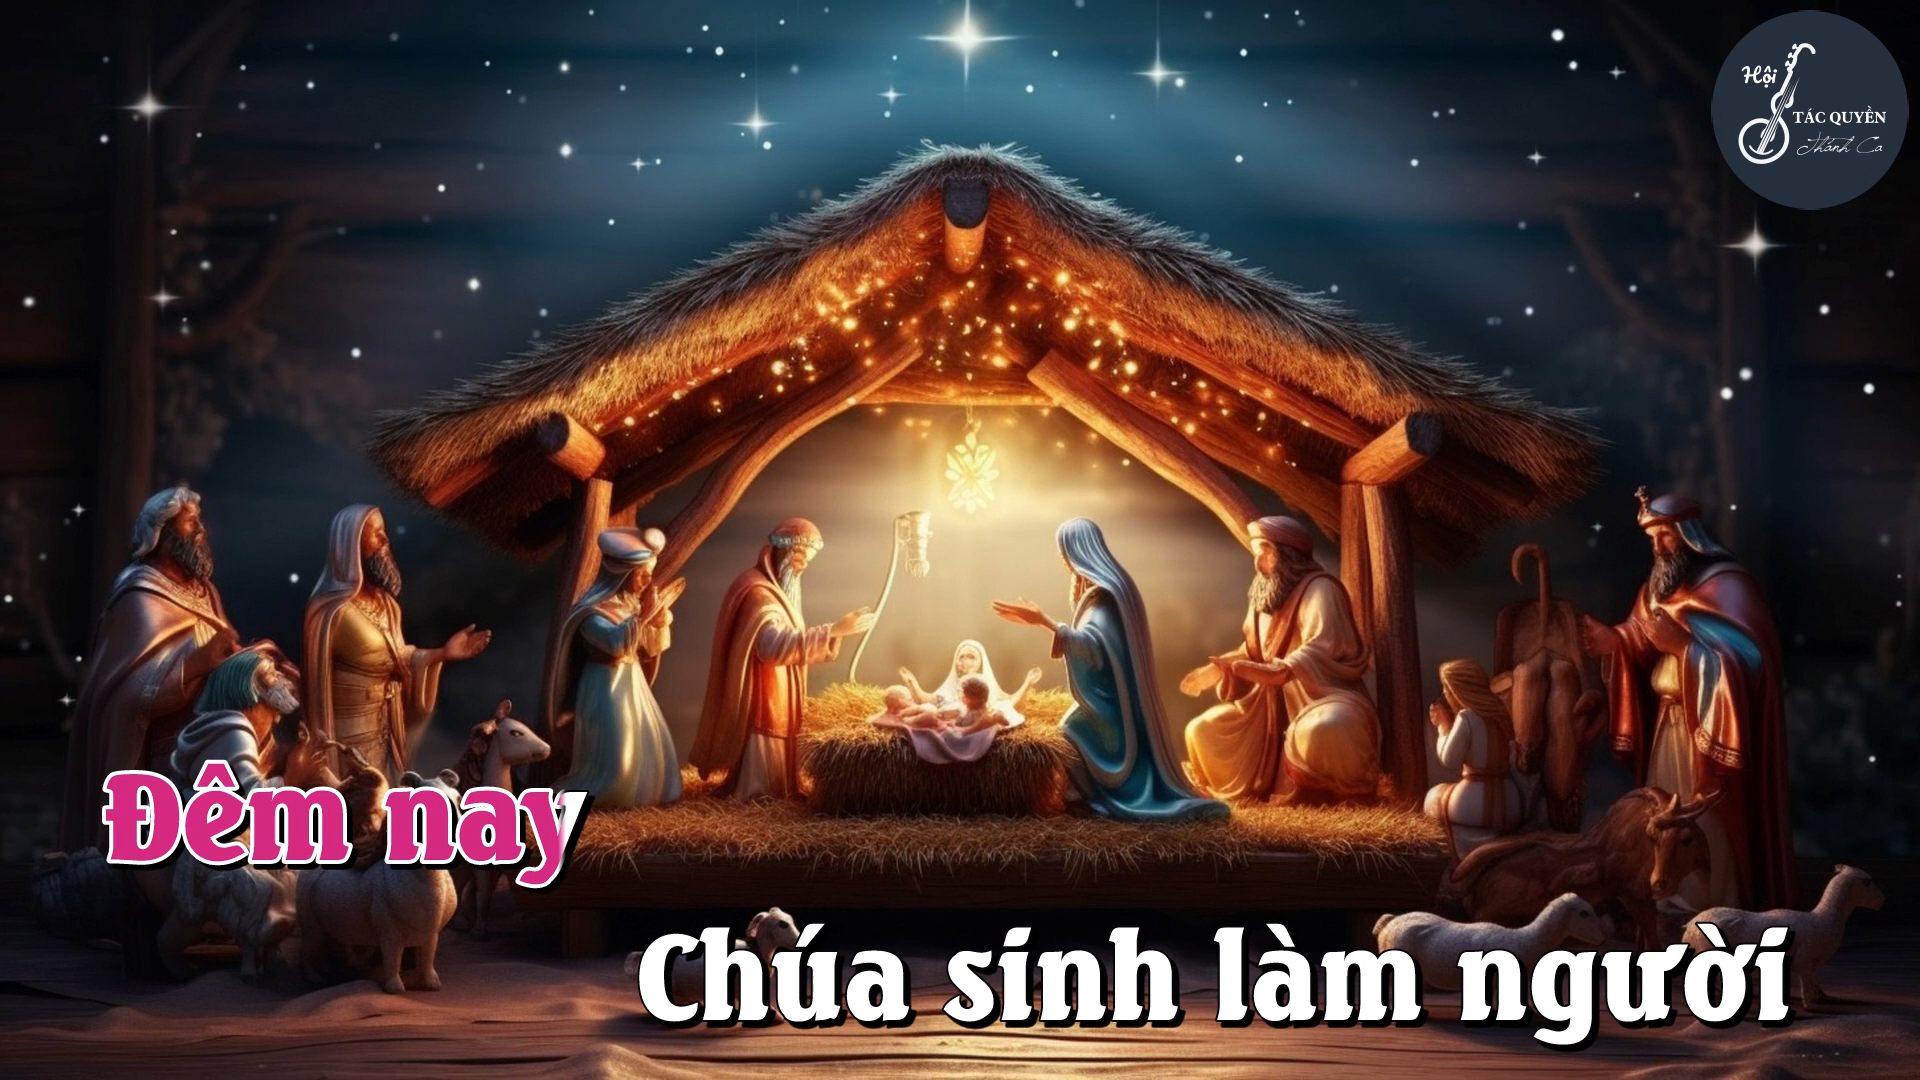 Hội
TÁC QUYỀN
Thánh Ca
Đêm nay
Chúa sinh làm người